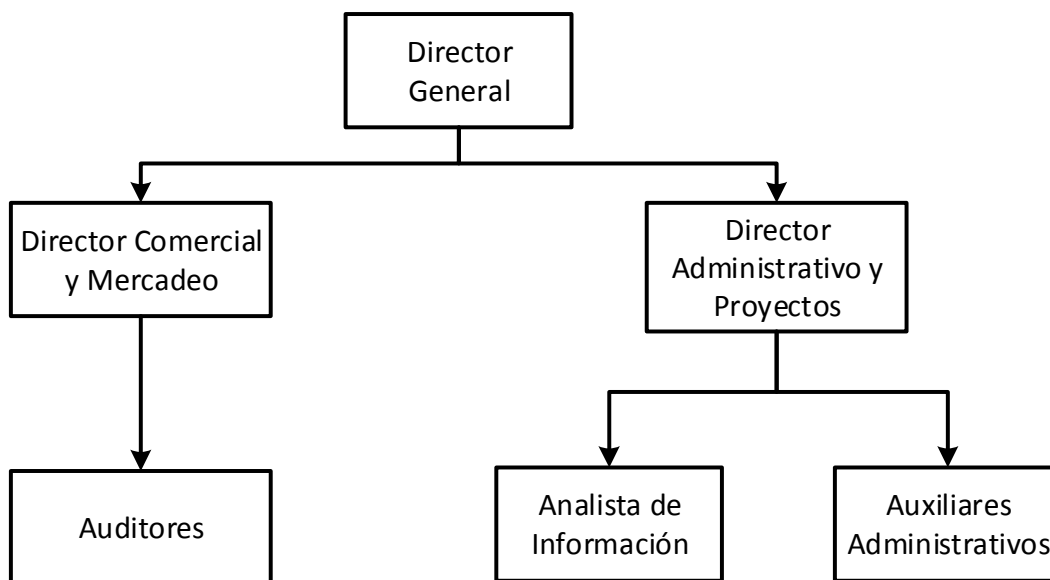 Director
General
Director Comercial
y Mercadeo
Director
Administrativo y
Proyectos
Auditores
Analista de
Información
Auxiliares
Administrativos